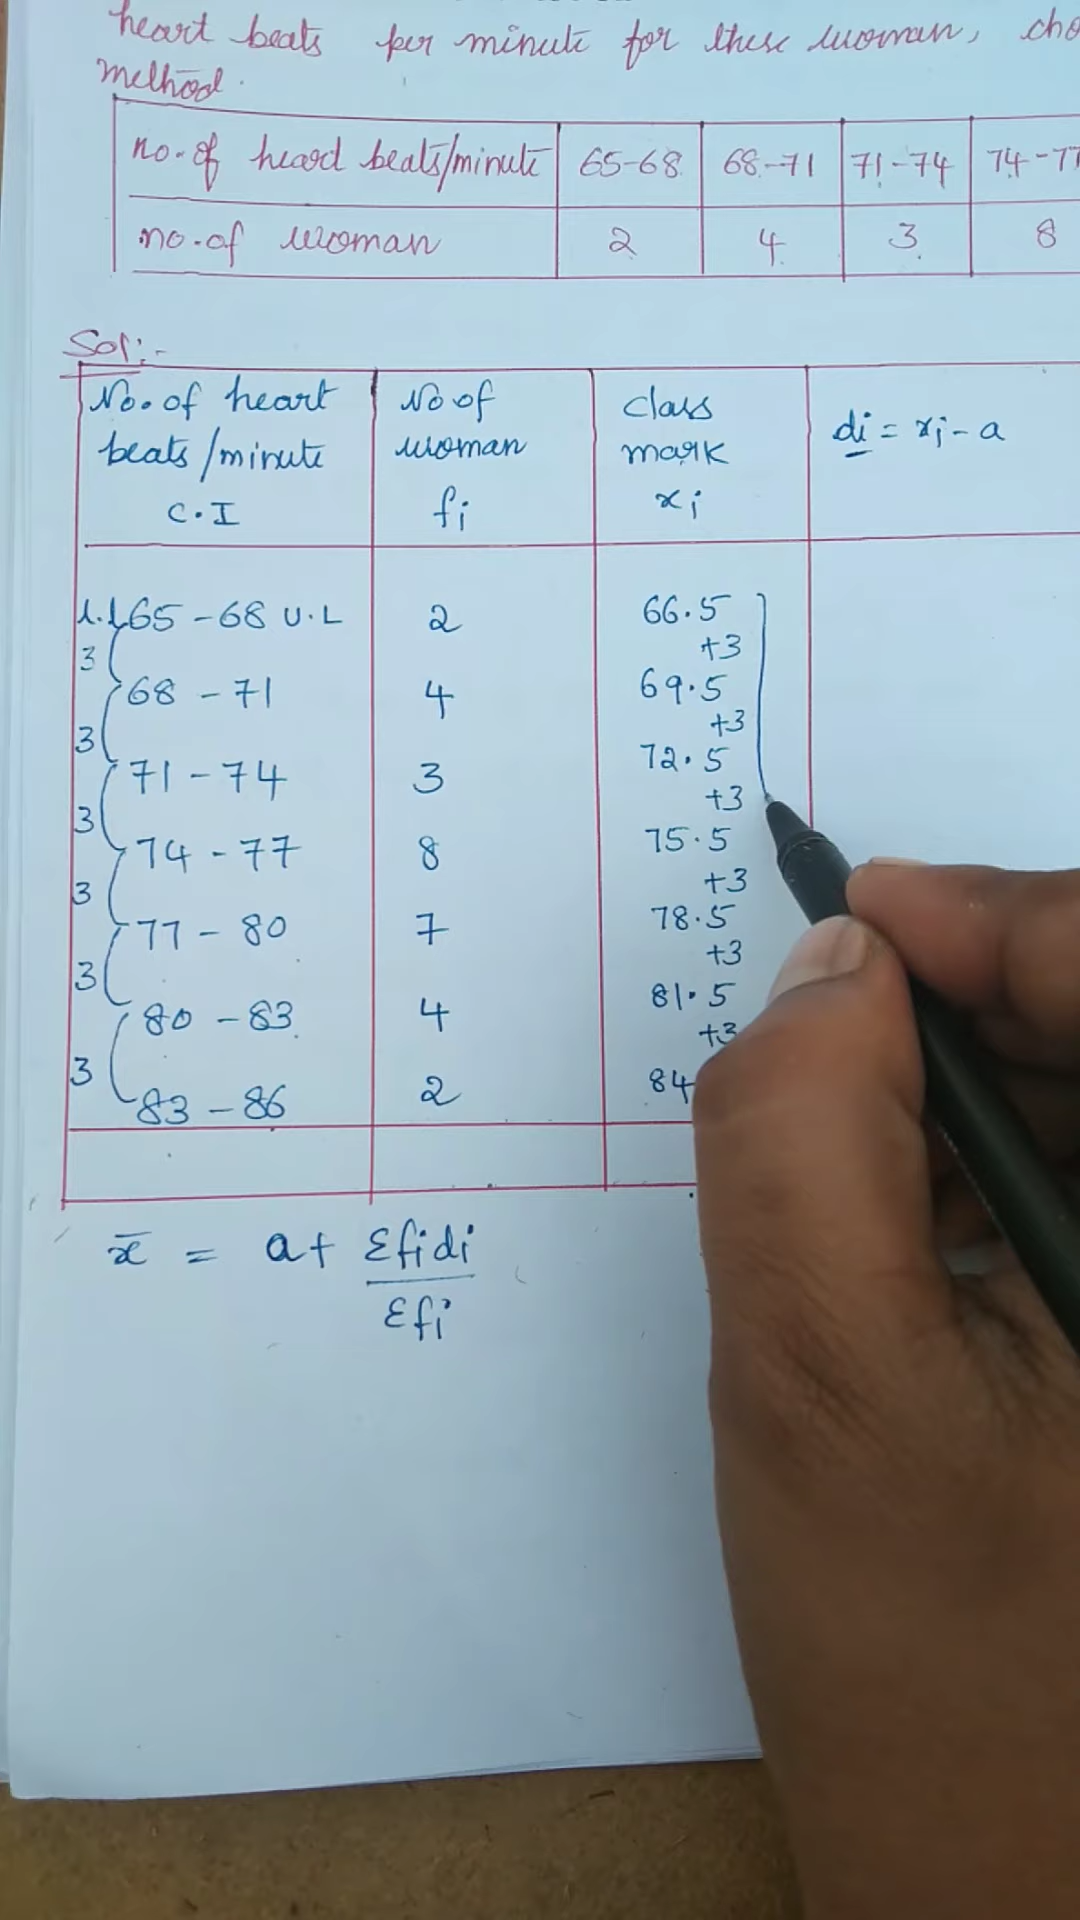 heart beats per minute for these woman, cho
method.
no. of heard beats/minute 65-68 68-71 71-74 74-77
no. of woman 2 4 3 8
Sol:-
No. of heart beats/minute C.I No of woman fi class mark xi di = xi - a
l.l 65 - 68 U.L 2 66.5
3 +3
68 - 71 4 69.5
3 +3
71 - 74 3 72.5
3 +3
74 - 77 8 75.5
3 +3
77 - 80 7 78.5
3 +3
80 - 83 4 81.5
3 +3
83 - 86 2 84
x̄ = a + Σfidi / Σfi